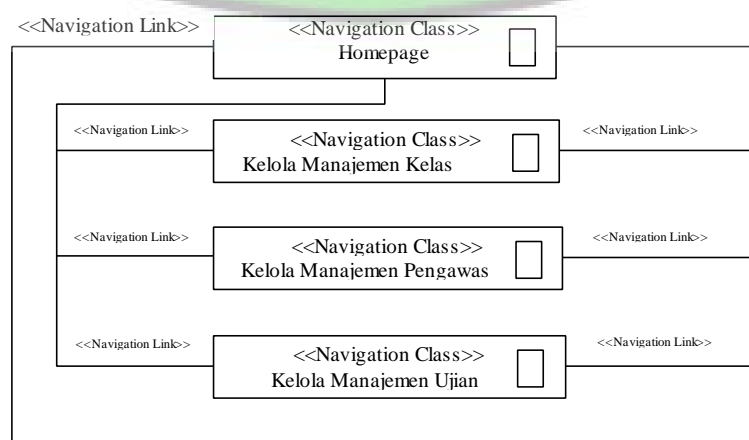 <<Navigation Link>>
<<Navigation Class>>
Homepage
<<Navigation Link>>
<<Navigation Class>>
Kelola Manajemen Kelas
<<Navigation Link>>
<<Navigation Link>>
<<Navigation Class>>
Kelola Manajemen Pengawas
<<Navigation Link>>
<<Navigation Link>>
<<Navigation Class>>
Kelola Manajemen Ujian
<<Navigation Link>>